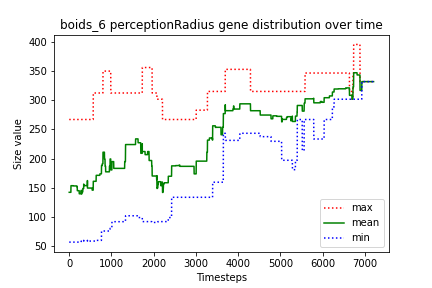 boids_6 perceptionRadius gene distribution over time
400
350
300
250
200
150
100
50
Size value
0
1000
2000
3000
4000
5000
6000
7000
Timesteps
max
mean
min